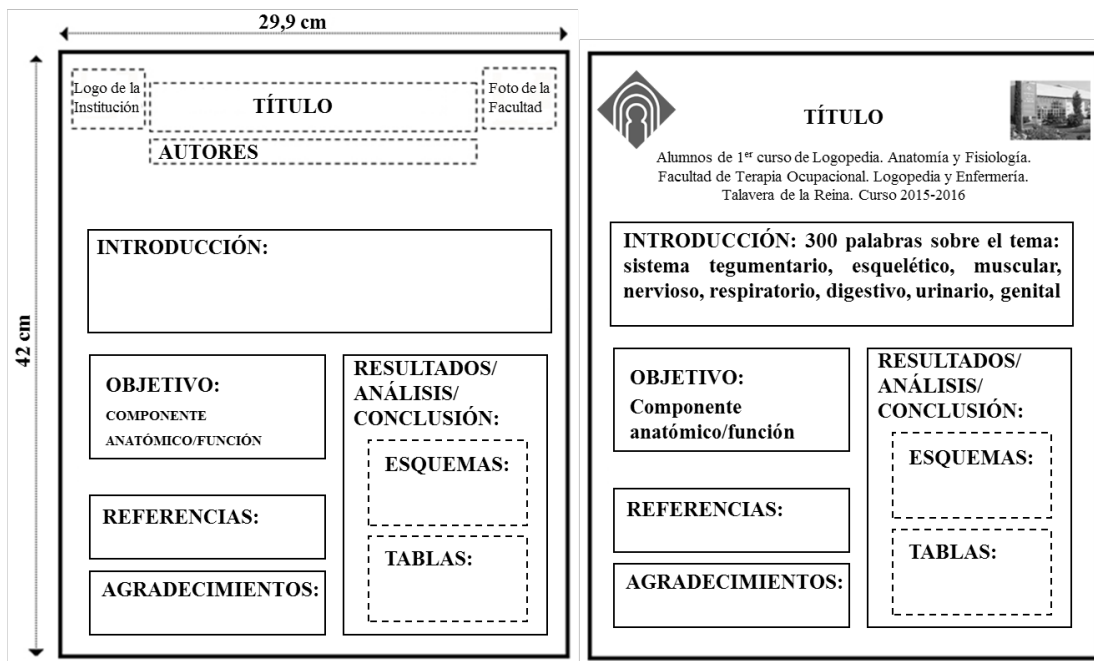 29,9 cm
42 cm
Logo de la
Institución
TÍTULO
Foto de la
Facultad
AUTORES
INTRODUCCIÓN:
OBJETIVO:
COMPONENTE
ANATÓMICO/FUNCIÓN
REFERENCIAS:
AGRADECIMIENTOS:
RESULTADOS/
ANÁLISIS/
CONCLUSIÓN:
ESQUEMAS:
TABLAS:
TÍTULO
Alumnos de 1er curso de Logopedia. Anatomía y Fisiología.
Facultad de Terapia Ocupacional. Logopedia y Enfermería.
Talavera de la Reina. Curso 2015-2016
INTRODUCCIÓN: 300 palabras sobre el tema:
sistema tegumentario, esquelético, muscular,
nervioso, respiratorio, digestivo, urinario, genital
OBJETIVO:
Componente
anatómico/función
REFERENCIAS:
AGRADECIMIENTOS:
RESULTADOS/
ANÁLISIS/
CONCLUSIÓN:
ESQUEMAS:
TABLAS: